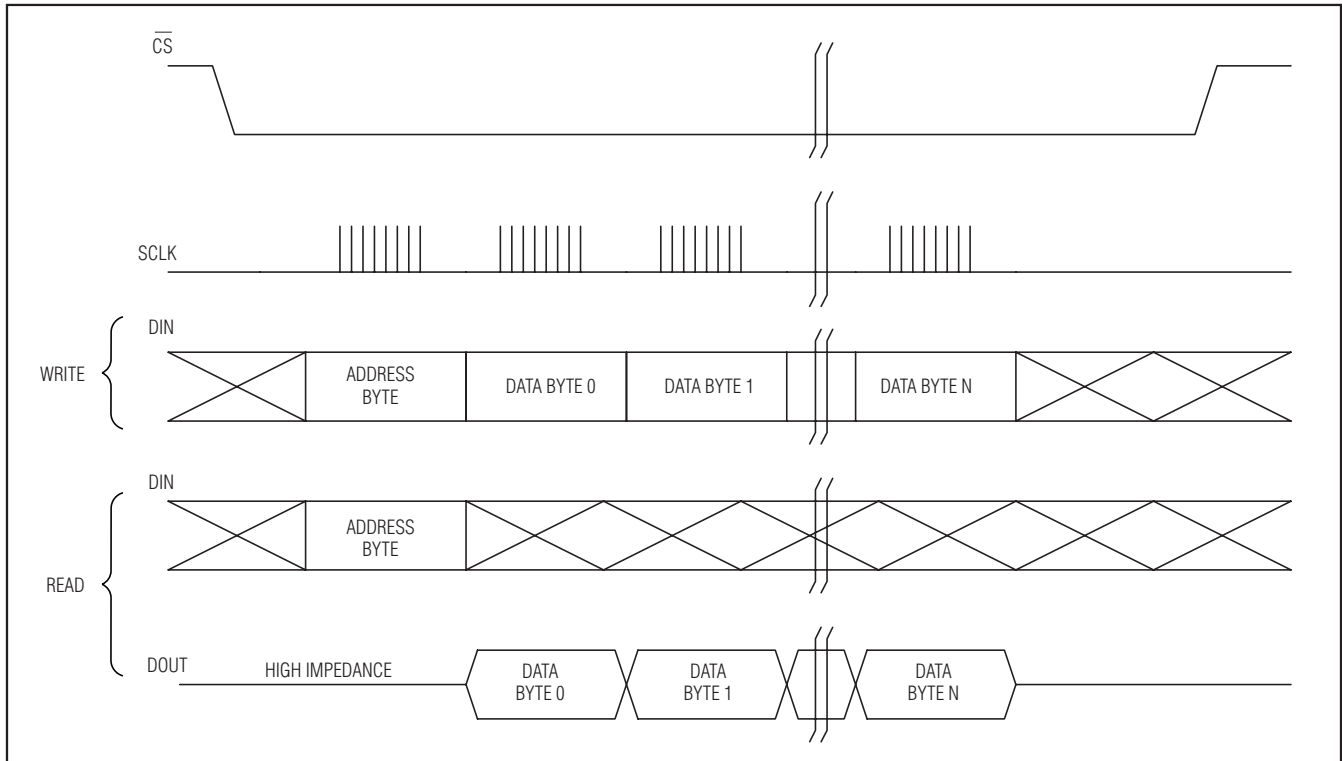 CS
SCLK
DIN
WRITE
ADDRESS
BYTE
DATA BYTE 0
DATA BYTE 1
DATA BYTE N
DIN
READ
ADDRESS
BYTE
DOUT
HIGH IMPEDANCE
DATA
BYTE 0
DATA
BYTE 1
DATA
BYTE N